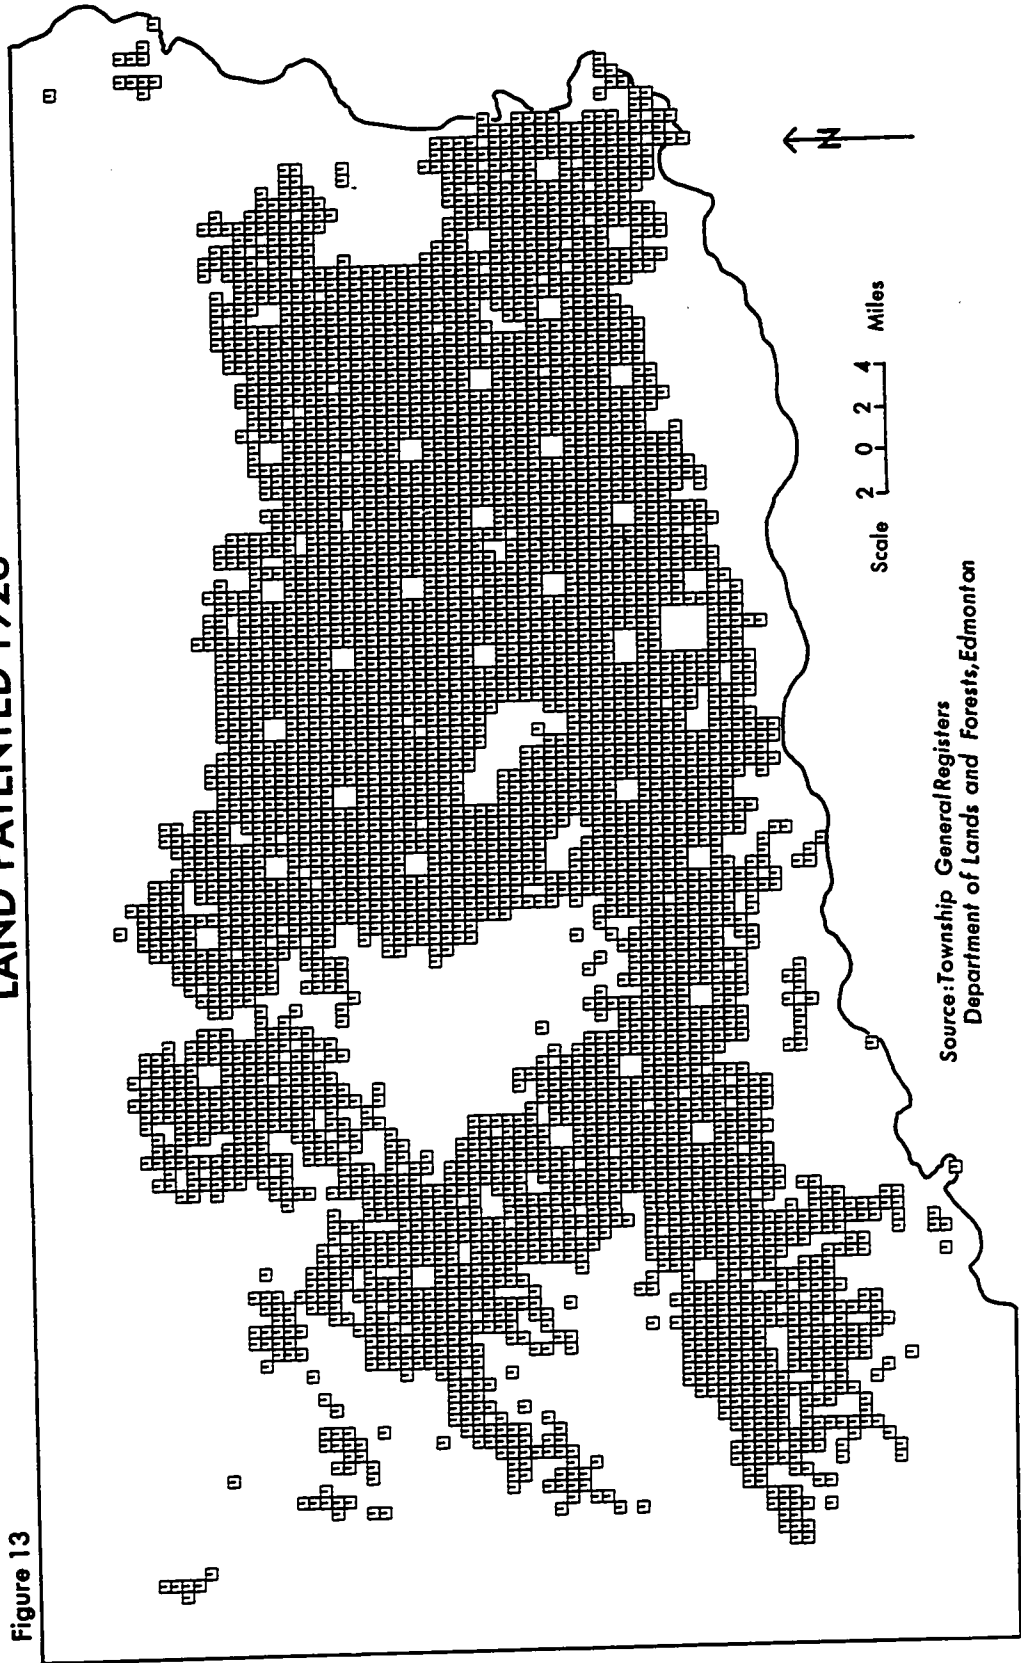 Figure 13
LAND PATENTED
N
Scale 2 0 2 4 Miles
Source:Township General Registers
Department of Lands and Forests,Edmonton